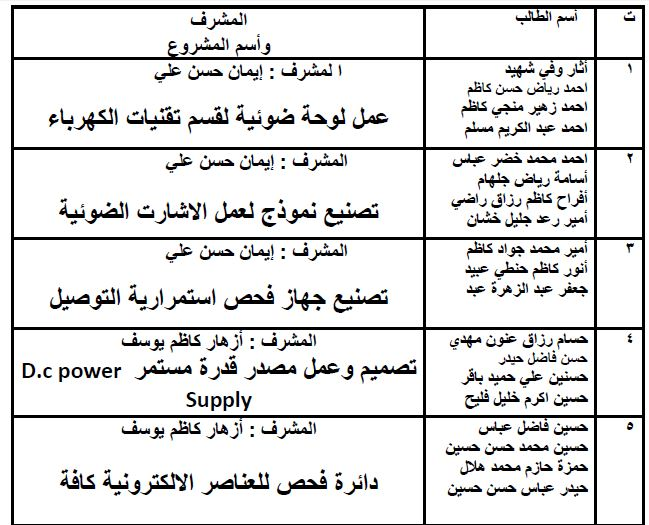 ت
أسم الطالب
المشرف
وأسم المشروع
١
أثار وفي شهيد
احمد رياض حسن كاظم
احمد زهير منجي كاظم
احمد عبد الكريم مسلم
ا لمشرف : إيمان حسن علي
عمل لوحة ضوئية لقسم تقنيات الكهرباء
٢
احمد محمد خضر عباس
أسامة رياض جلهام
أفراح كاظم رزاق راضي
أمير رعد جليل خشان
المشرف : إيمان حسن علي
تصنيع نموذج لعمل الاشارت الضوئية
٣
أمير محمد جواد كاظم
أنور كاظم حنطي عبيد
جعفر عبد الزهرة عبد
المشرف : إيمان حسن علي
تصنيع جهاز فحص استمرارية التوصيل
٤
حسام رزاق عنون مهدي
حسن فاضل حيدر
حسنين علي حميد باقر
حسين اكرم خليل فليح
المشرف : أزهار كاظم يوسف
تصميم وعمل مصدر قدرة مستمر D.c power
Supply
٥
حسين فاضل عباس
حسين محمد حسن حسين
حمزة حازم محمد هلال
حيدر عباس حسن حسين
المشرف : أزهار كاظم يوسف
دائرة فحص للعناصر الالكترونية كافة